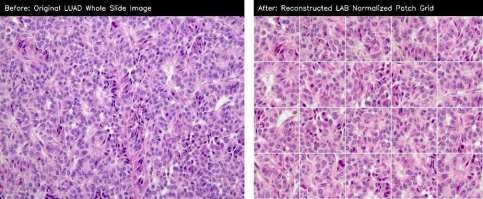 Before: Original LUAD Whole Slide Image
After: Reconstructed LAB Normalized Patch Grid